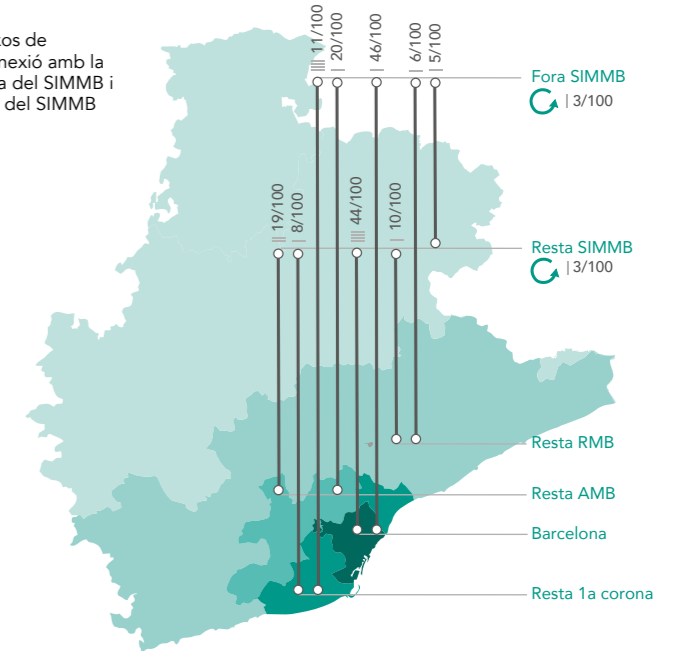 de
amb la
del SIMMB i
del SIMMB
11/100
20/100
46/100
6/100
5/100
Fora SIMMB
3/100
19/100
8/100
44/100
10/100
Resta SIMMB
3/100
Resta RMB
Resta AMB
Barcelona
Resta 1a corona